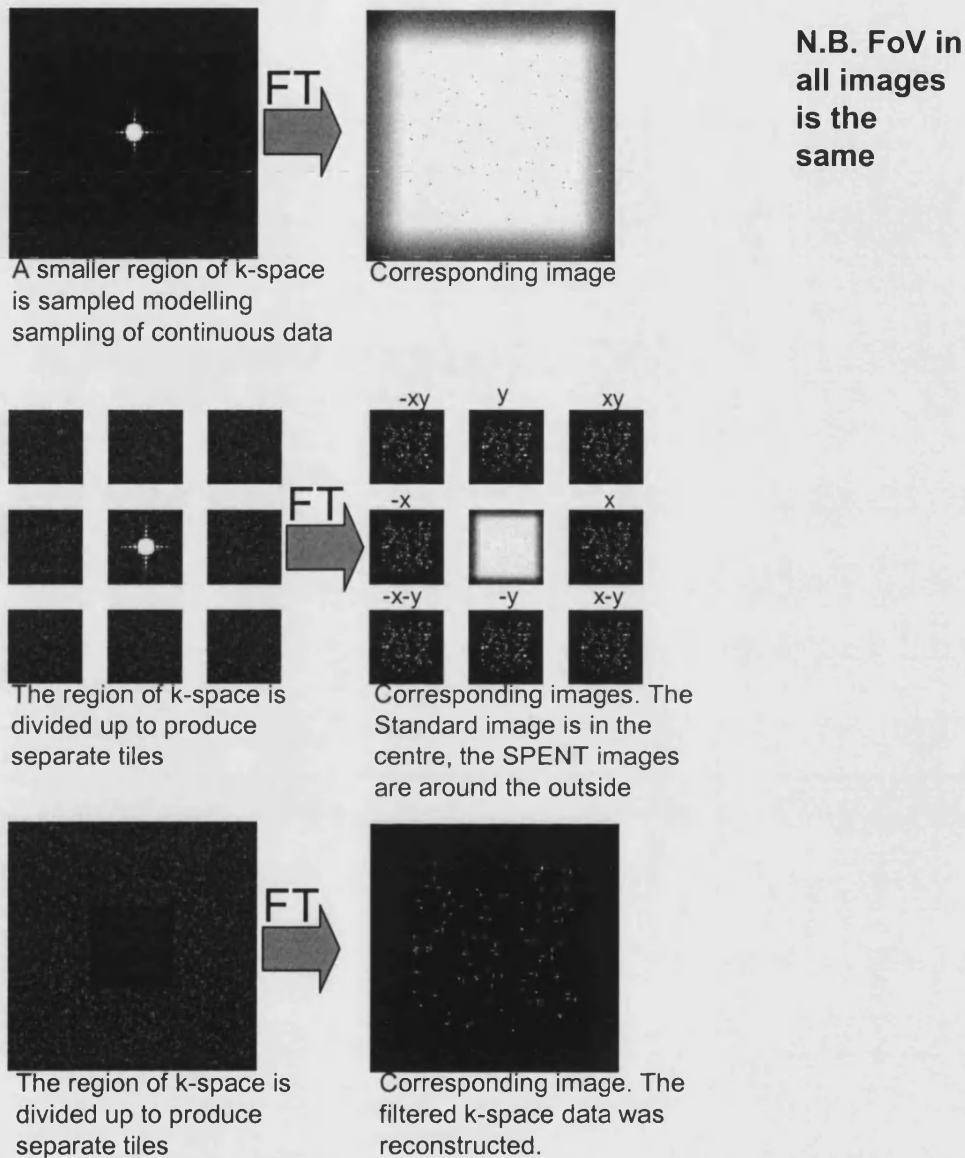 N.B. FoV in
all images
is the
same
FT
A smaller region of k-space
is sampled modelling
sampling of continuous data
Corresponding image
-xy y xy
FT
-x x
-x-y -y x-y
The region of k-space is
divided up to produce
separate tiles
Corresponding images. The
Standard image is in the
centre, the SPENT images
are around the outside
FT
The region of k-space is
divided up to produce
separate tiles
Corresponding image. The
filtered k-space data was
reconstructed.